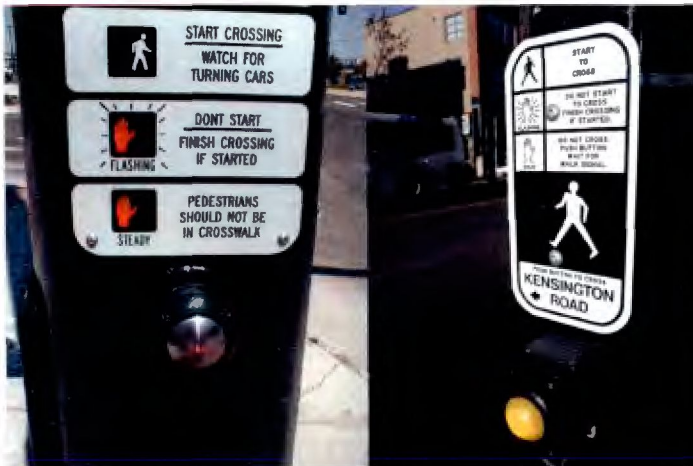 START CROSSING
WATCH FOR
TURNING CARS
DONT START
FINISH CROSSING
IF STARTED
FLASHING
PEDESTRIANS
SHOULD NOT BE
IN CROSSWALK
STEADY
START
TO
CROSS
DO NOT START
TO CROSS
FINISH CROSSING
IF STARTED
FLASHING
DO NOT CROSS
PUSH BUTTON
WAIT FOR
WALK SIGNAL
PUSH BUTTON TO CROSS
KENSINGTON
ROAD